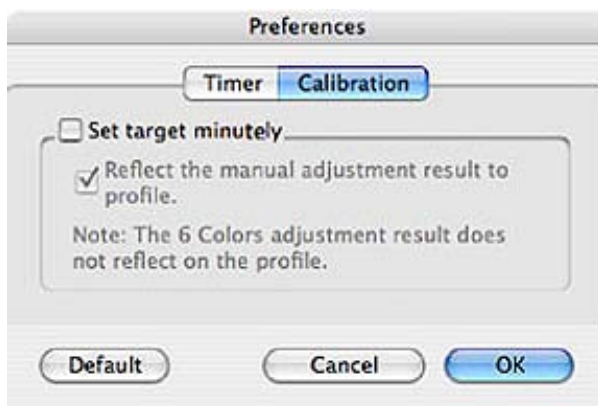 Preferences
Timer Calibration
Set target minutely
Reflect the manual adjustment result to
profile.
Note: The 6 Colors adjustment result does
not reflect on the profile.
Default Cancel OK